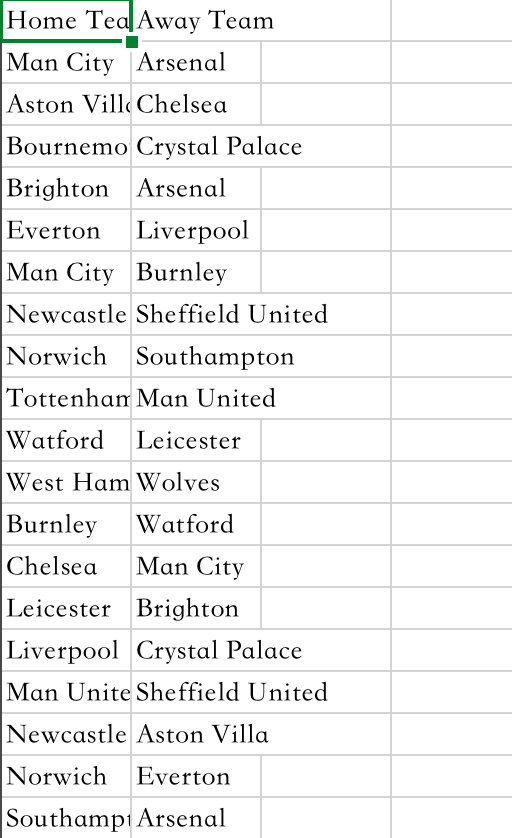 Home Tea Away Team
Man City Arsenal
Aston Villa Chelsea
Bournemo Crystal Palace
Brighton Arsenal
Everton Liverpool
Man City Burnley
Newcastle Sheffield United
Norwich Southampton
Tottenham Man United
Watford Leicester
West Ham Wolves
Burnley Watford
Chelsea Man City
Leicester Brighton
Liverpool Crystal Palace
Man Unite Sheffield United
Newcastle Aston Villa
Norwich Everton
Southampt Arsenal